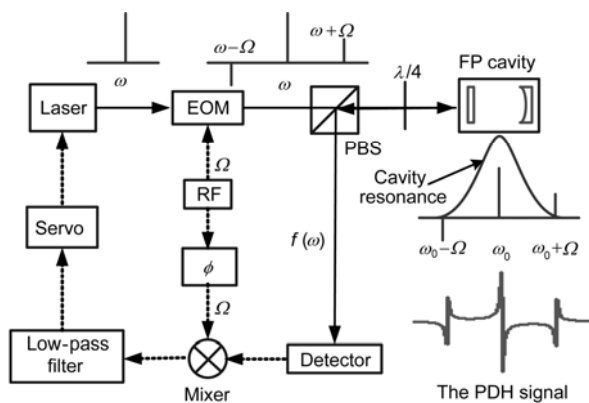 ω
ω−Ω
ω
ω+Ω
λ/4
FP cavity
Laser
EOM
PBS
Ω
Cavity
resonance
RF
Servo
f (ω)
ϕ
ω₀−Ω
ω₀
ω₀+Ω
Ω
Low-pass
filter
Detector
Mixer
The PDH signal